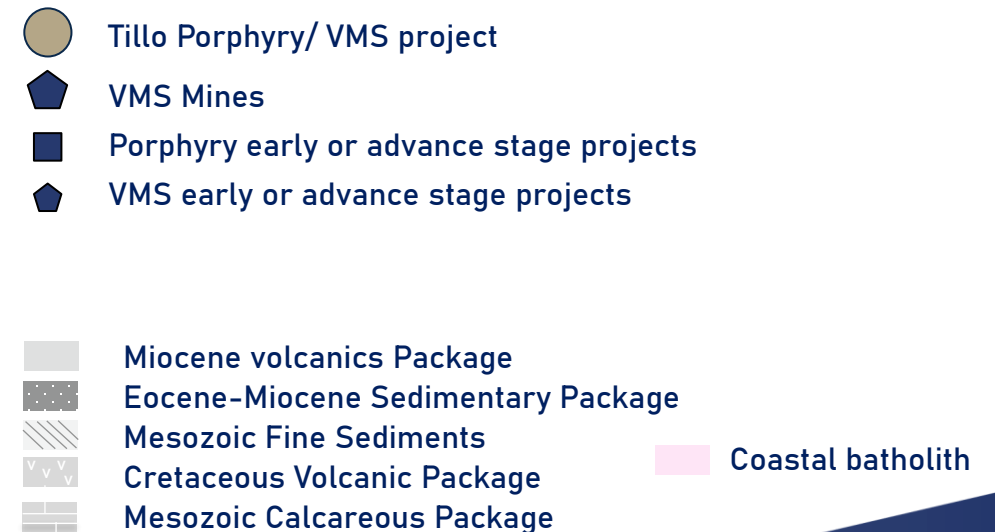 Tillo Porphyry/ VMS project
VMS Mines
Porphyry early or advance stage projects
VMS early or advance stage projects
Miocene volcanics Package
Eocene-Miocene Sedimentary Package
Mesozoic Fine Sediments
Coastal batholith
Cretaceous Volcanic Package
Mesozoic Calcareous Package